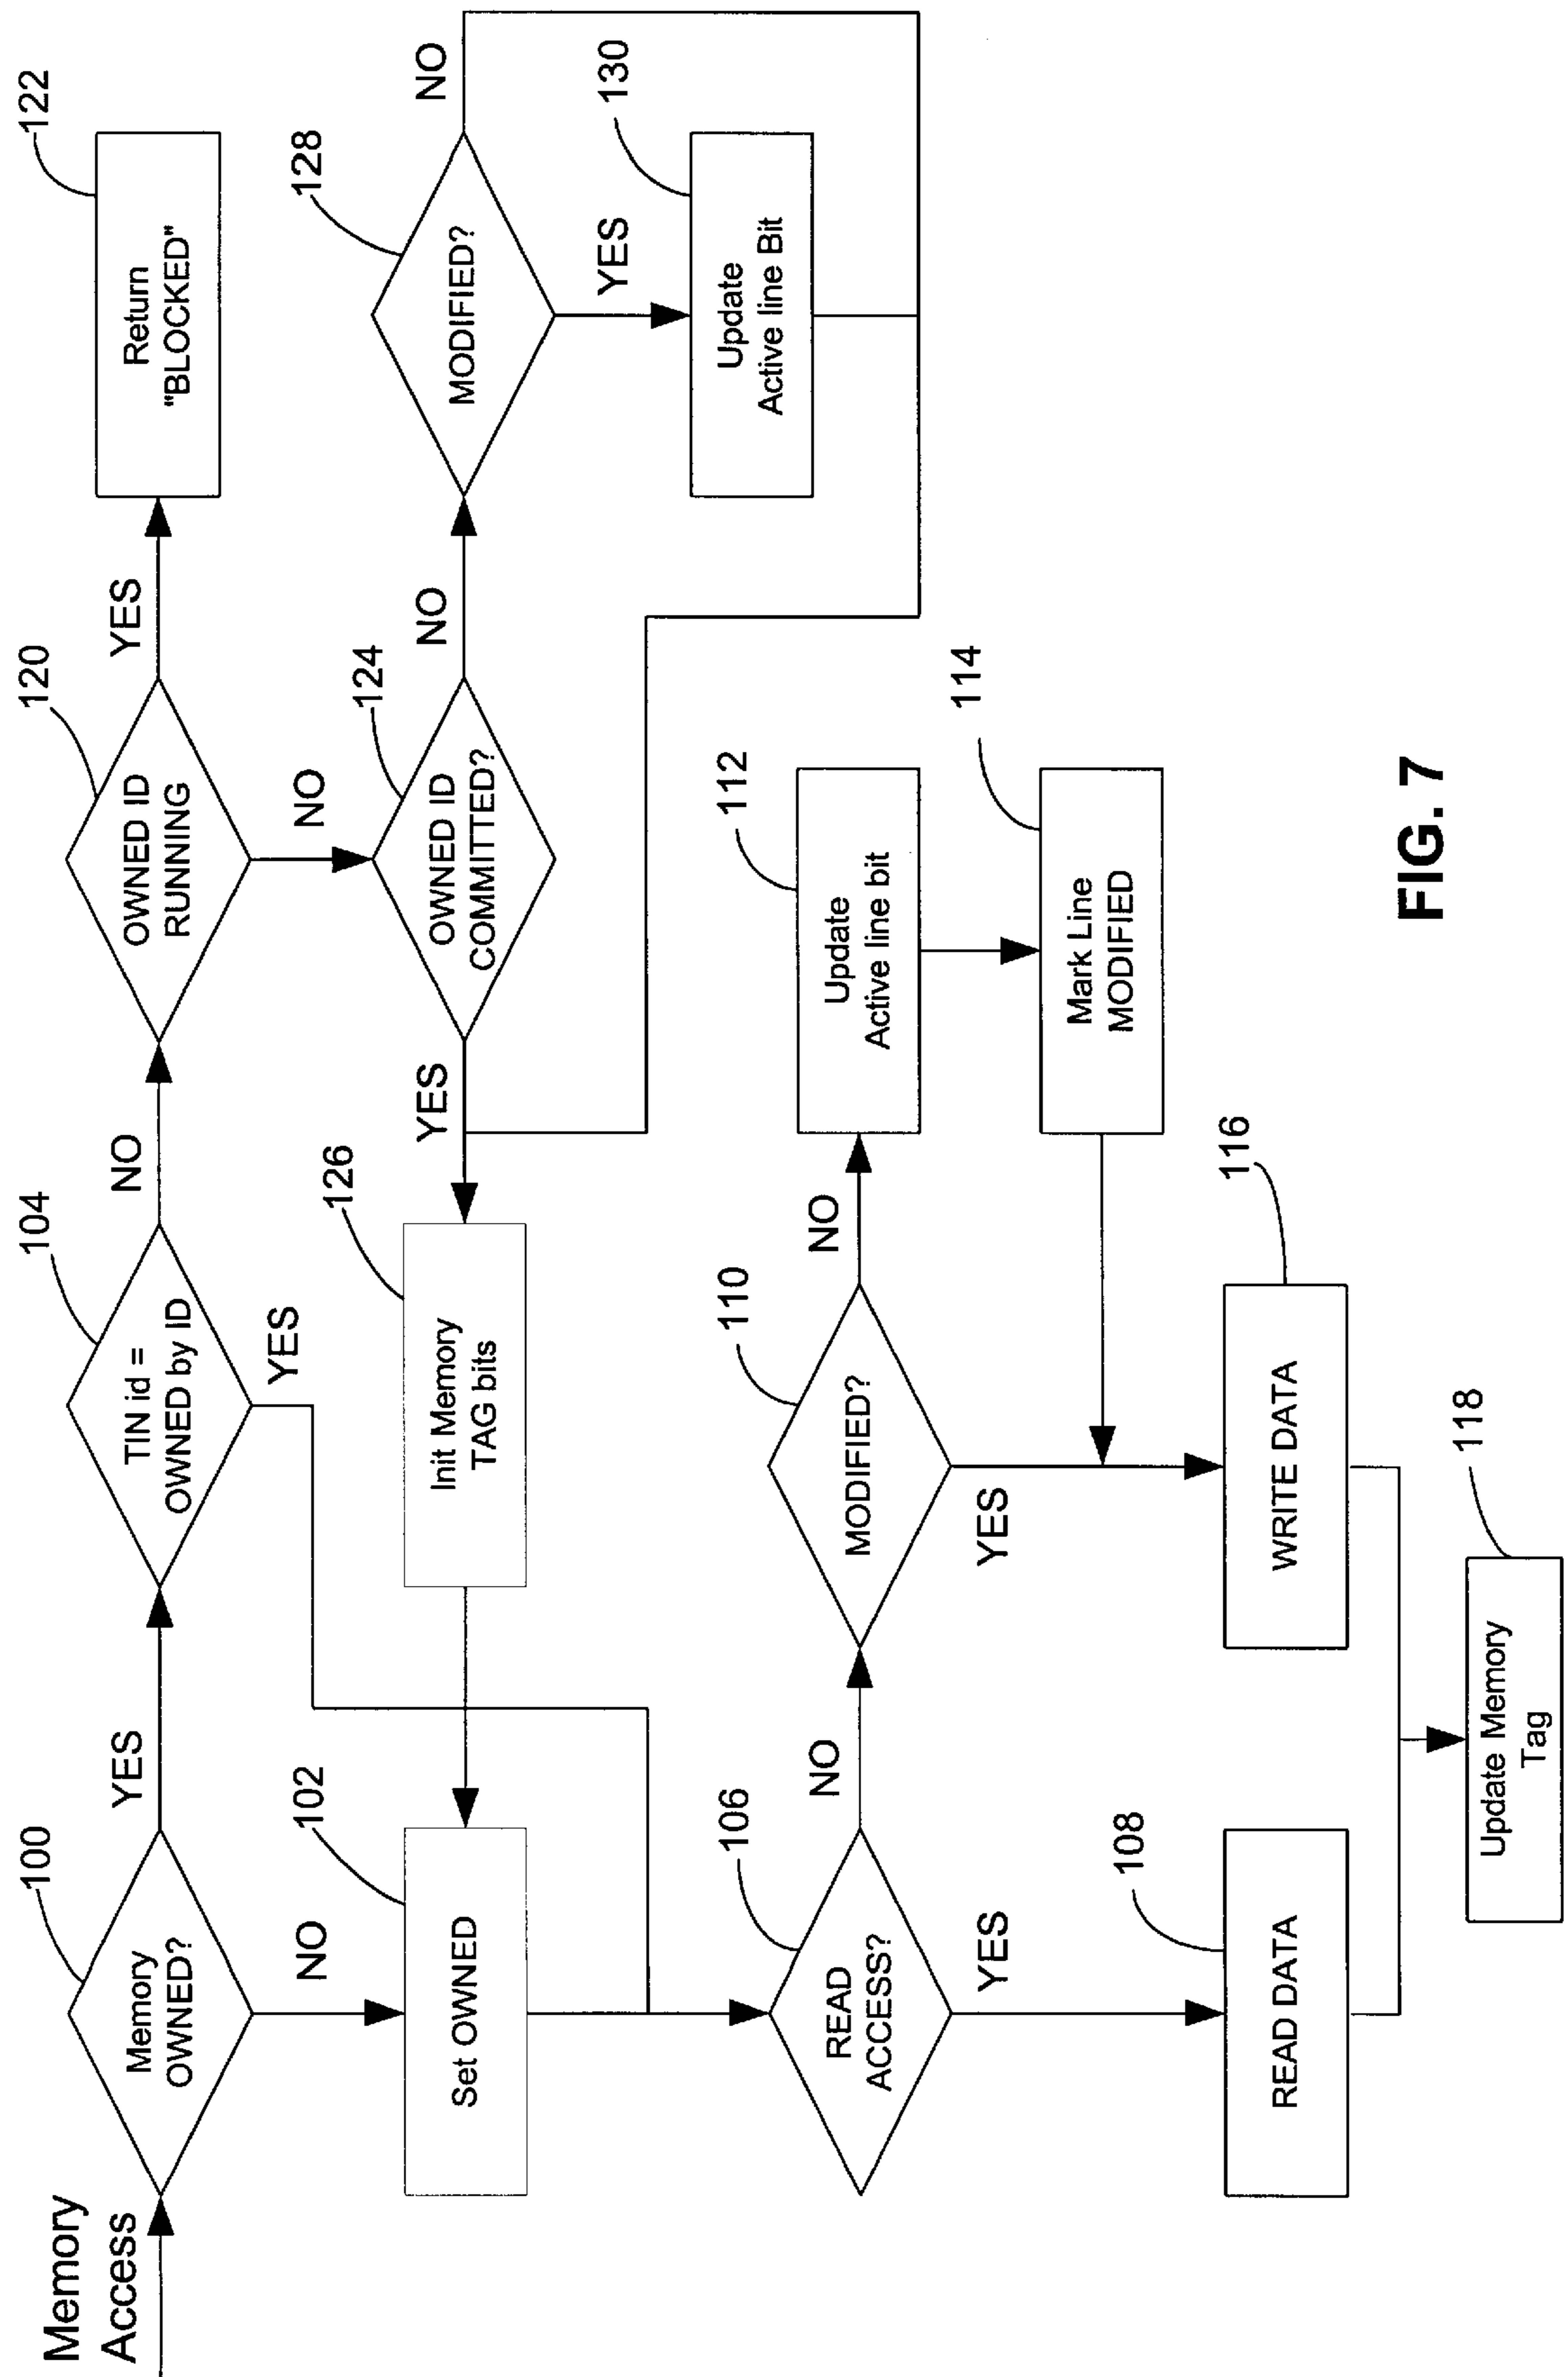 Memory
Access
100
Memory
OWNED?
YES
NO
104
TIN id =
OWNED by ID
NO
YES
120
OWNED ID
RUNNING
YES
NO
122
Return
"BLOCKED"
102
Set OWNED
126
Init Memory
TAG bits
YES
124
OWNED ID
COMMITTED?
NO
128
MODIFIED?
NO
YES
130
Update
Active line Bit
106
READ
ACCESS?
NO
YES
110
MODIFIED?
NO
YES
112
Update
Active line bit
114
Mark Line
MODIFIED
108
READ DATA
116
WRITE DATA
118
Update Memory
Tag
FIG. 7